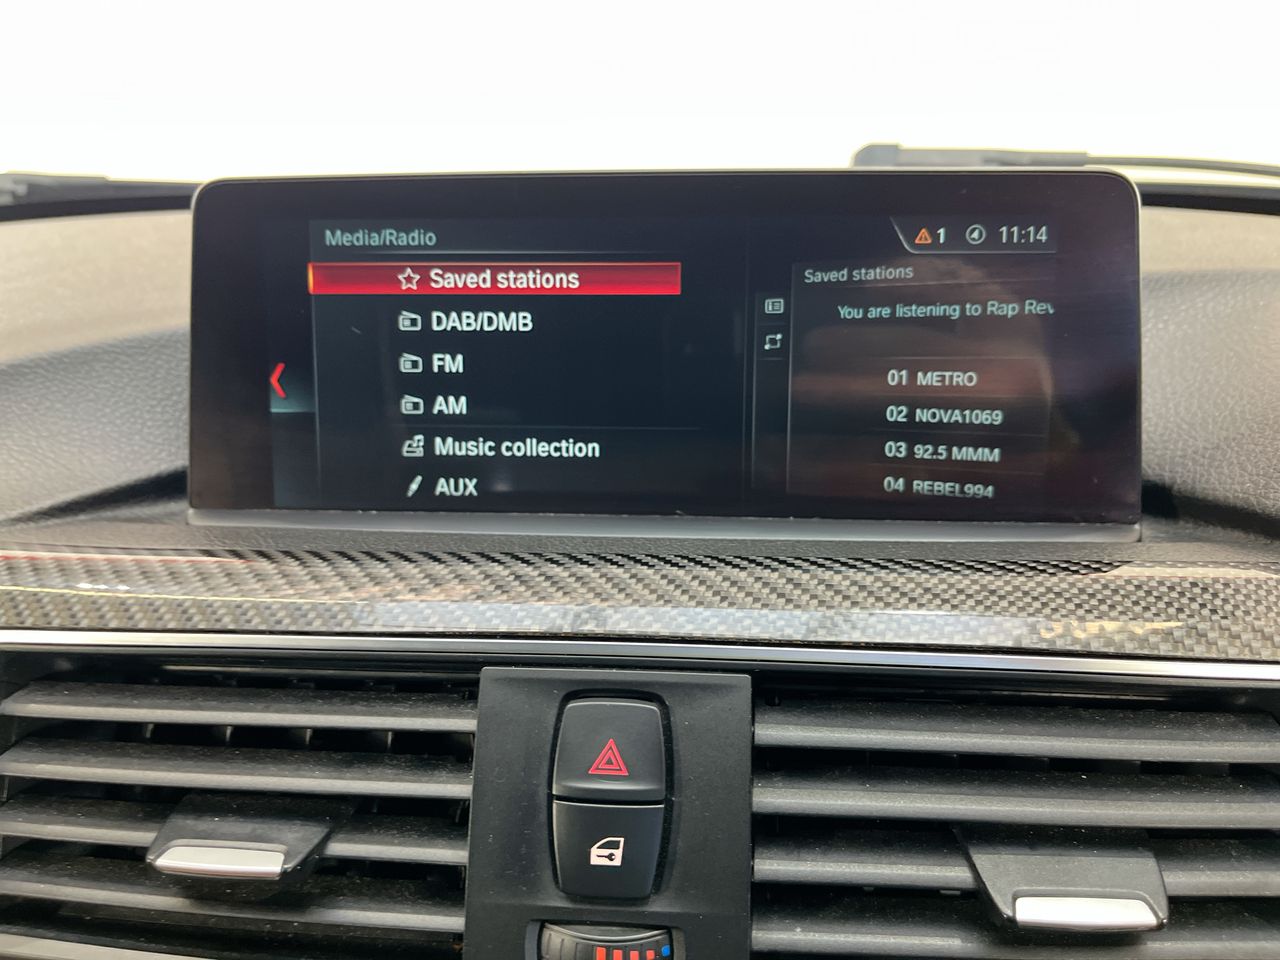 Media/Radio
1 11:14
Saved stations
DAB/DMB
FM
AM
Music collection
AUX
Saved stations
You are listening to Rap Rev
01 METRO
02 NOVA1069
03 92.5 MMM
04 REBEL994